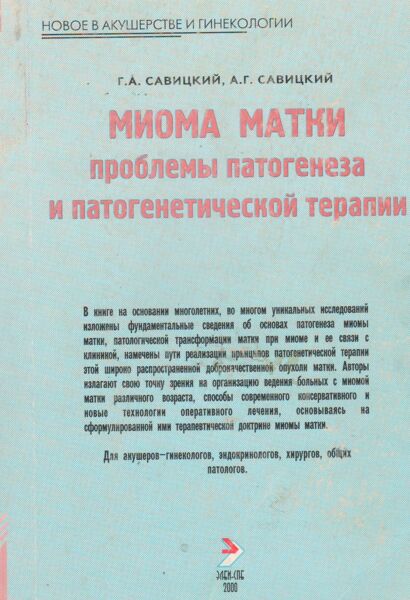 НОВОЕ В АКУШЕРСТВЕ И ГИНЕКОЛОГИИ
Г.А. САВИЦКИЙ, А.Г. САВИЦКИЙ
МИОМА МАТКИ
проблемы патогенеза
и патогенетической терапии
В книге на основании многолетних, во многом уникальных исследований
изложены фундаментальные сведения об основах патогенеза миомы
матки, патологической трансформации матки при миоме и ее связи с
клиникой, намечены пути реализации принципов патогенетической терапии
этой широко распространенной доброкачественной опухоли матки. Авторы
излагают свою точку зрения на организацию ведения больных с миомой
матки различного возраста, способы современного консервативного и
новые технологии оперативного лечения, основываясь на
сформулированной ими терапевтической доктрине миомы матки.
Для акушеров-гинекологов, эндокринологов, хирургов, общих
патологов.
ЭЛБИ-СПБ
2000